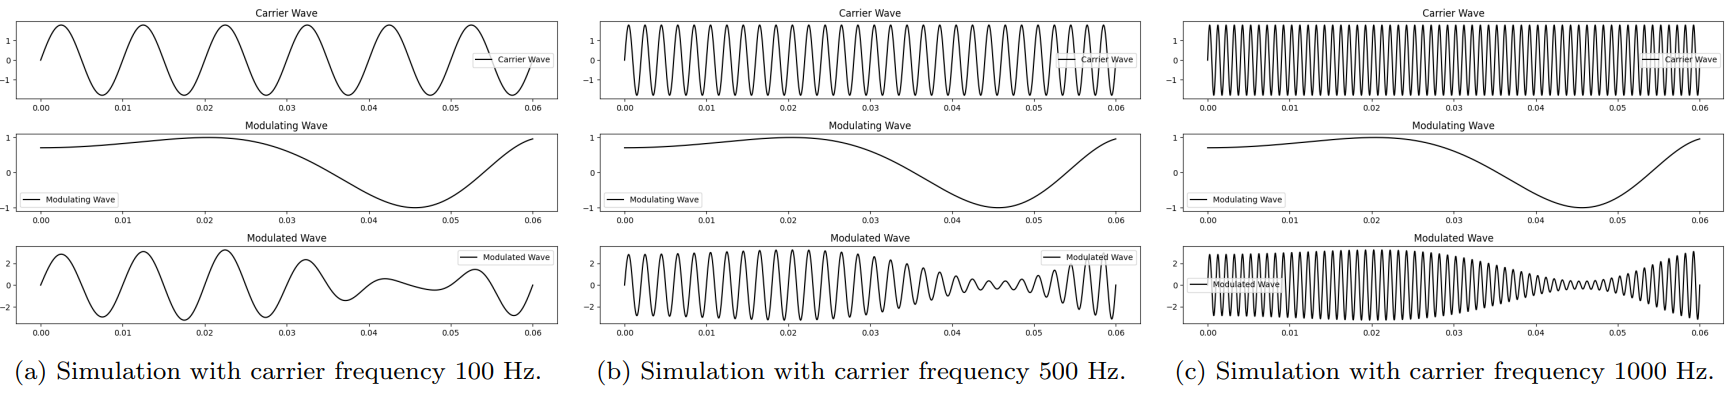 Carrier Wave
1
0
−1
Carrier Wave
0.00 0.01 0.02 0.03 0.04 0.05 0.06
Modulating Wave
1
0
−1
Modulating Wave
0.00 0.01 0.02 0.03 0.04 0.05 0.06
Modulated Wave
2
0
−2
Modulated Wave
0.00 0.01 0.02 0.03 0.04 0.05 0.06
(a) Simulation with carrier frequency 100 Hz.
Carrier Wave
1
0
−1
Carrier Wave
0.00 0.01 0.02 0.03 0.04 0.05 0.06
Modulating Wave
1
0
−1
Modulating Wave
0.00 0.01 0.02 0.03 0.04 0.05 0.06
Modulated Wave
2
0
−2
Modulated Wave
0.00 0.01 0.02 0.03 0.04 0.05 0.06
(b) Simulation with carrier frequency 500 Hz.
Carrier Wave
1
0
−1
Carrier Wave
0.00 0.01 0.02 0.03 0.04 0.05 0.06
Modulating Wave
1
0
−1
Modulating Wave
0.00 0.01 0.02 0.03 0.04 0.05 0.06
Modulated Wave
2
0
−2
Modulated Wave
0.00 0.01 0.02 0.03 0.04 0.05 0.06
(c) Simulation with carrier frequency 1000 Hz.